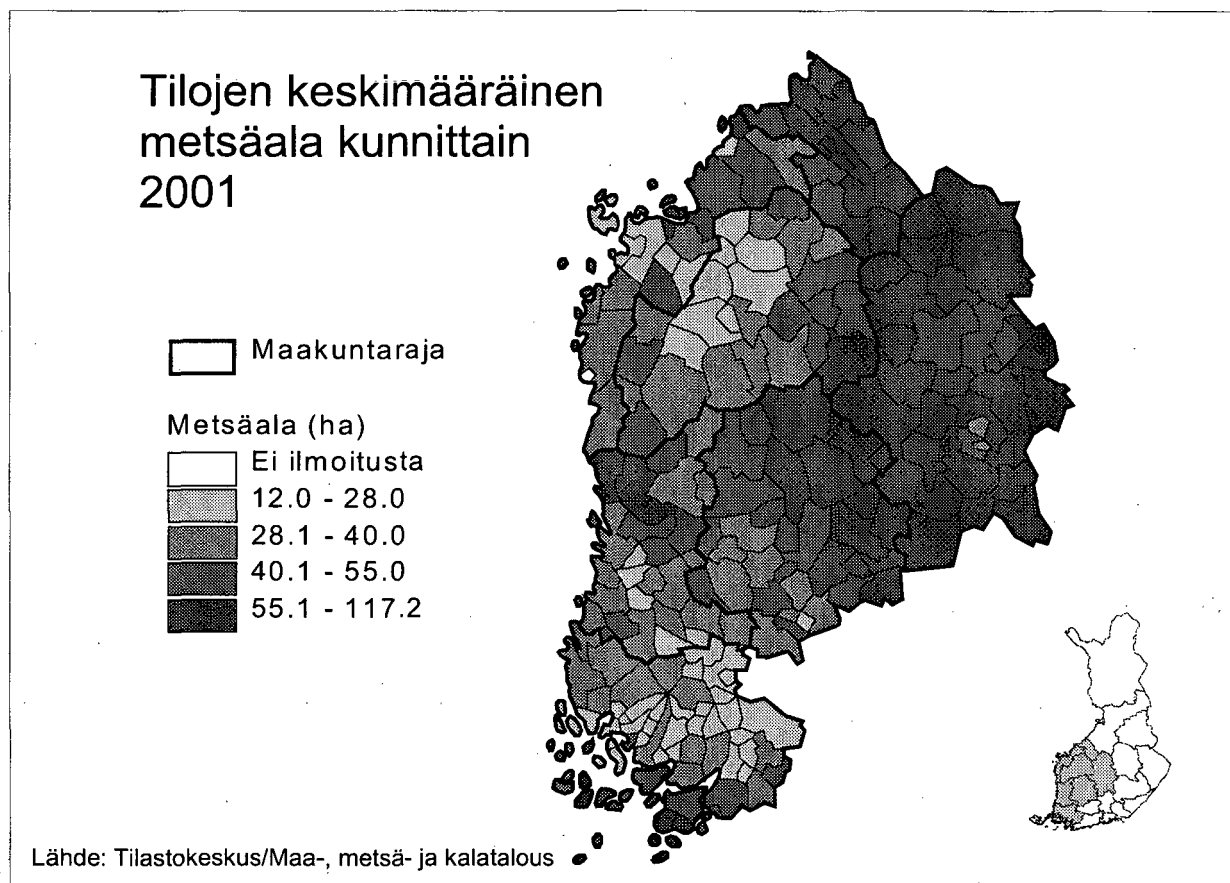 Tilojen keskimääräinen
metsäala kunnittain
2001
Maakuntaraja
Metsäala (ha)
Ei ilmoitusta
12.0 - 28.0
28.1 - 40.0
40.1 - 55.0
55.1 - 117.2
Lähde: Tilastokeskus/Maa-, metsä- ja kalatalous